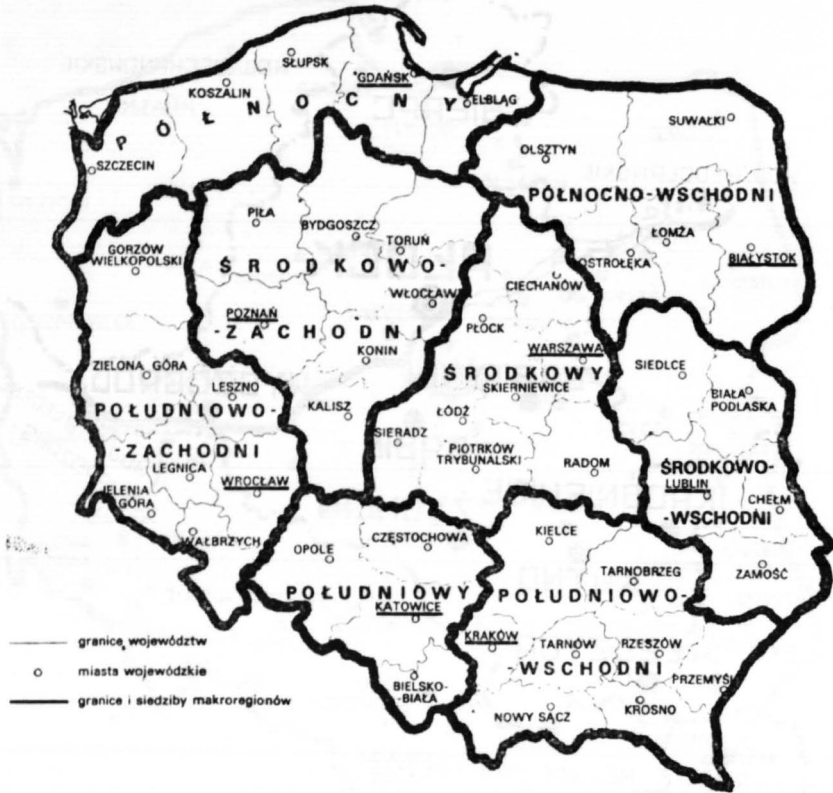 SŁUPSK
GDAŃSK
KOSZALIN
ELBLĄG
PÓŁNOCNY
SUWAŁKI
SZCZECIN
OLSZTYN
PÓŁNOCNO-WSCHODNI
PIŁA
BYDGOSZCZ
TORUŃ
ŁOMŻA
GORZÓW
WIELKOPOLSKI
OSTROŁĘKA
BIAŁYSTOK
ŚRODKOWO-
CIECHANÓW
WŁOCŁAW
POZNAŃ
PŁOCK
-ZACHODNI
WARSZAWA
KONIN
SIEDLCE
ZIELONA GÓRA
ŚRODKOWY
LESZNO
SKIERNIEWICE
BIAŁA
PODLASKA
POŁUDNIOWO-
KALISZ
ŁÓDŹ
SIERADZ
-ZACHODNI
PIOTRKÓW
TRYBUNALSKI
RADOM
ŚRODKOWO-
LEGNICA
WROCŁAW
LUBLIN
JELENIA
GÓRA
CHEŁM
-WSCHODNI
WAŁBRZYCH
CZĘSTOCHOWA
KIELCE
OPOLE
ZAMOŚĆ
TARNOBRZEG
POŁUDNIOWY
POŁUDNIOWO-
KATOWICE
KRAKÓW
TARNÓW
RZESZÓW
-WSCHODNI
PRZEMYŚL
BIELSKO-
-BIAŁA
NOWY SĄCZ
KROSNO
granice województw
miasta wojewódzkie
granice i siedziby makroregionów